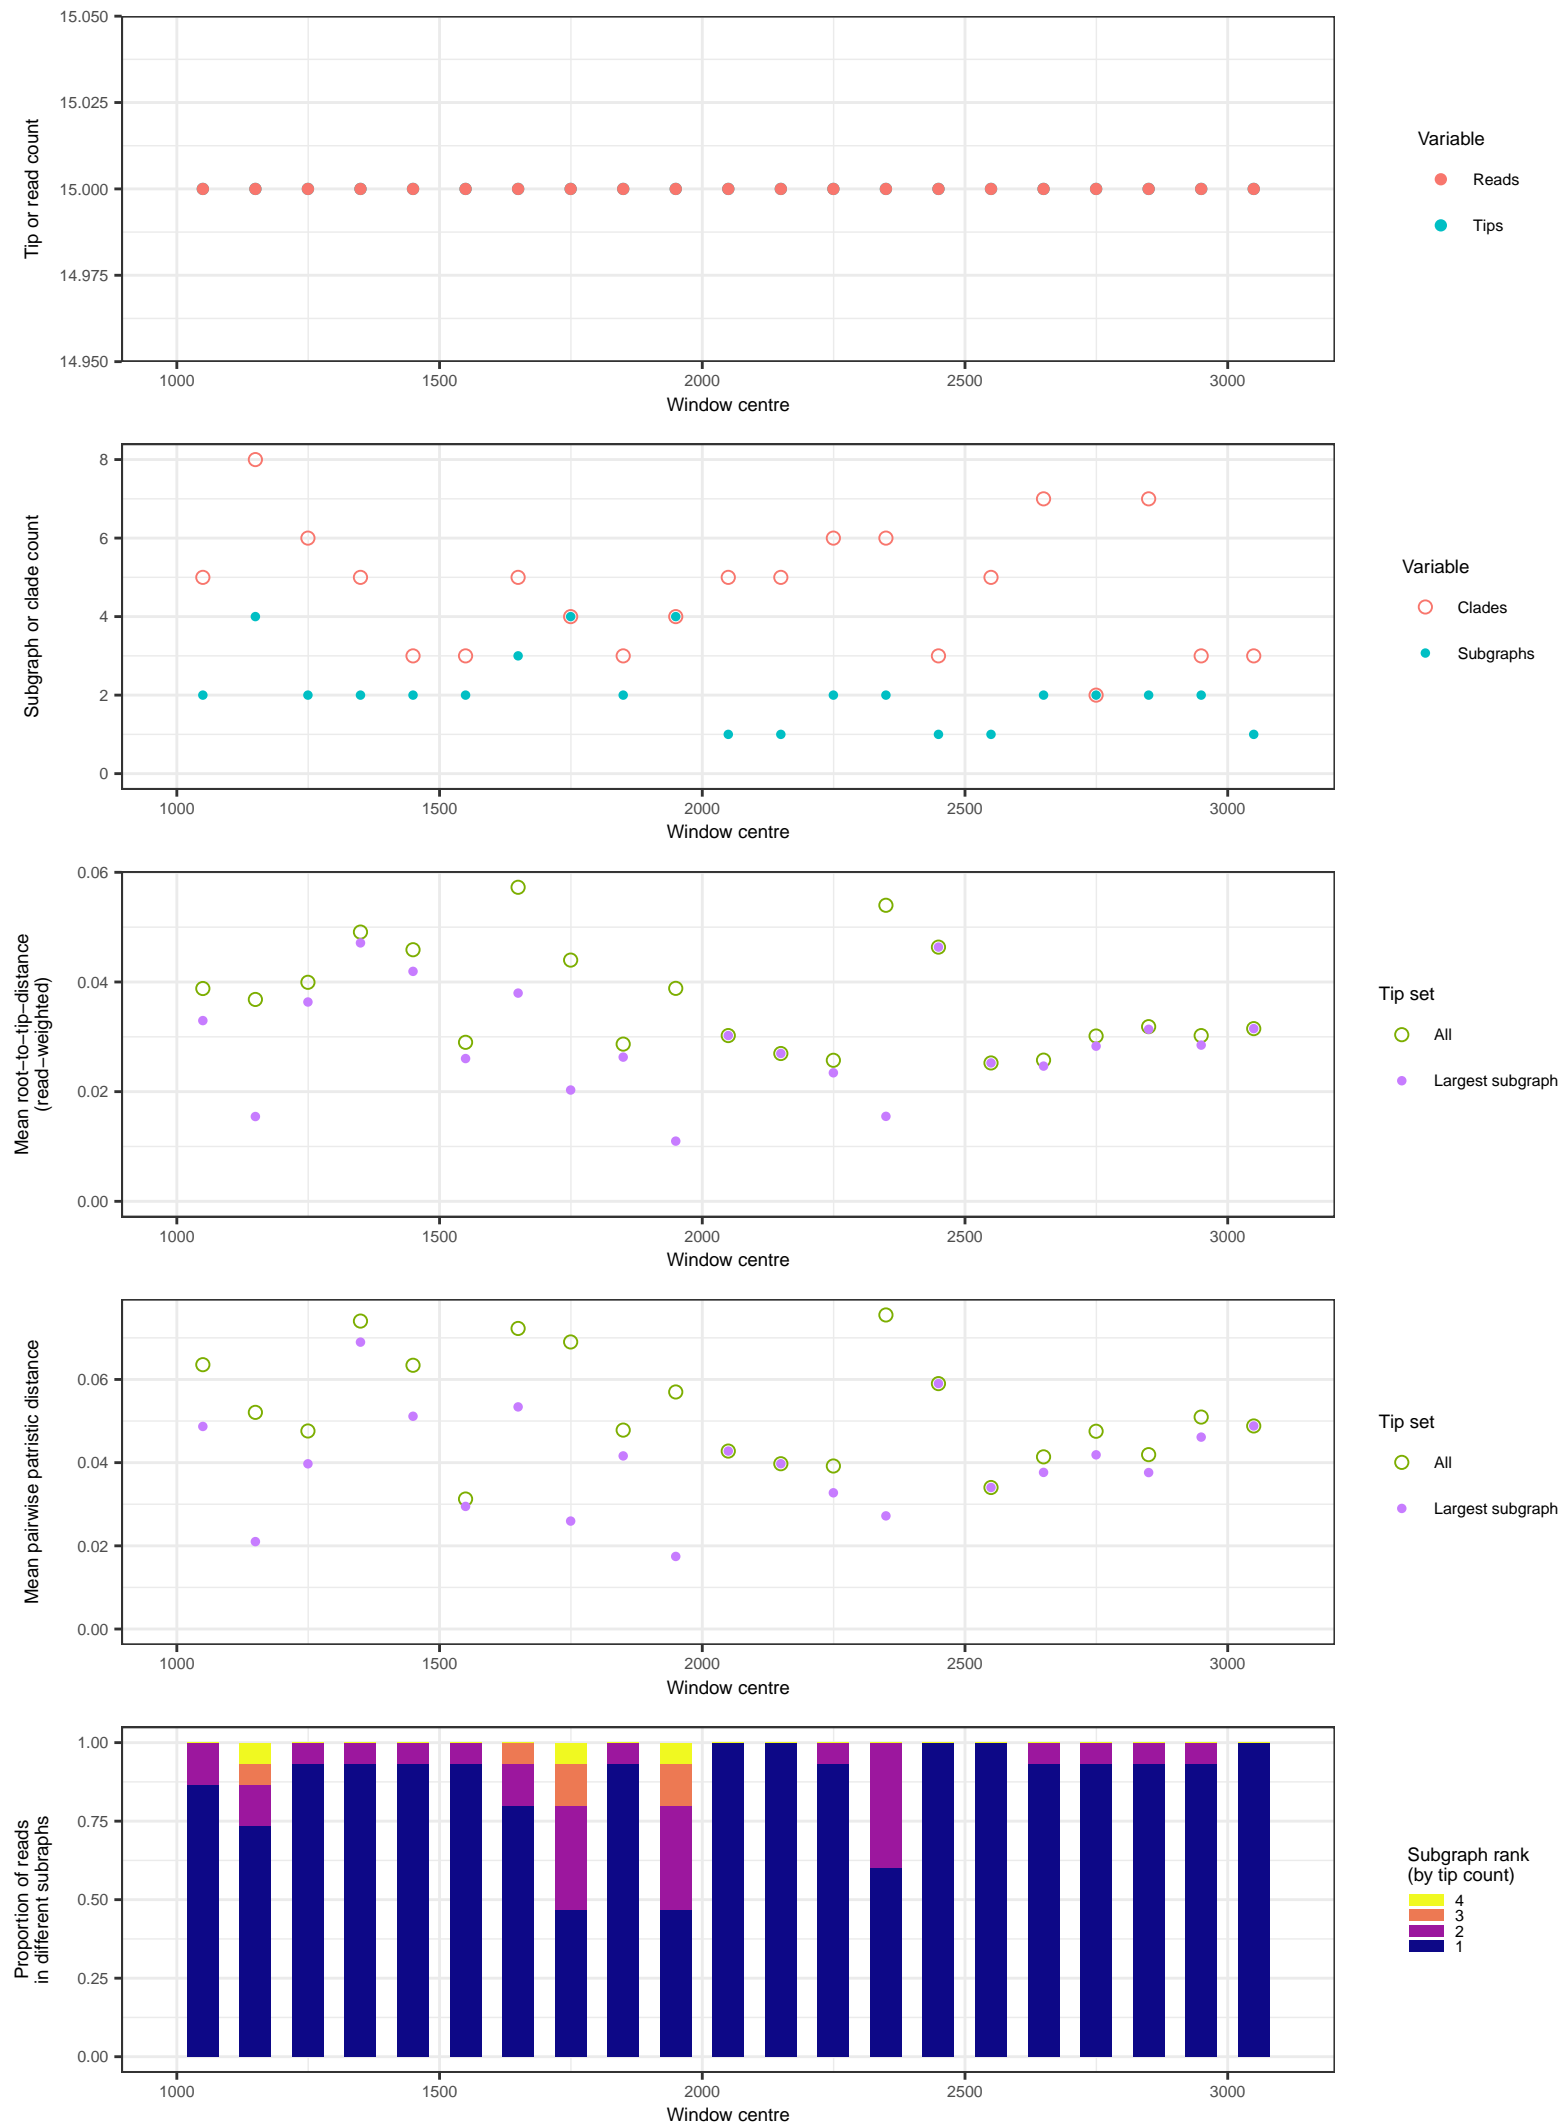 15.050
15.025
15.000
14.975
14.950
Tip or read count
1000 1500 2000 2500 3000
Window centre
Variable
Reads
Tips
8
6
4
2
0
Subgraph or clade count
1000 1500 2000 2500 3000
Window centre
Variable
Clades
Subgraphs
0.06
0.04
0.02
0.00
Mean root−to−tip−distance
(read−weighted)
1000 1500 2000 2500 3000
Window centre
Tip set
All
Largest subgraph
0.06
0.04
0.02
0.00
Mean pairwise patristic distance
1000 1500 2000 2500 3000
Window centre
Tip set
All
Largest subgraph
1.00
0.75
0.50
0.25
0.00
Proportion of reads
in different subraphs
1000 1500 2000 2500 3000
Window centre
Subgraph rank
(by tip count)
4
3
2
1